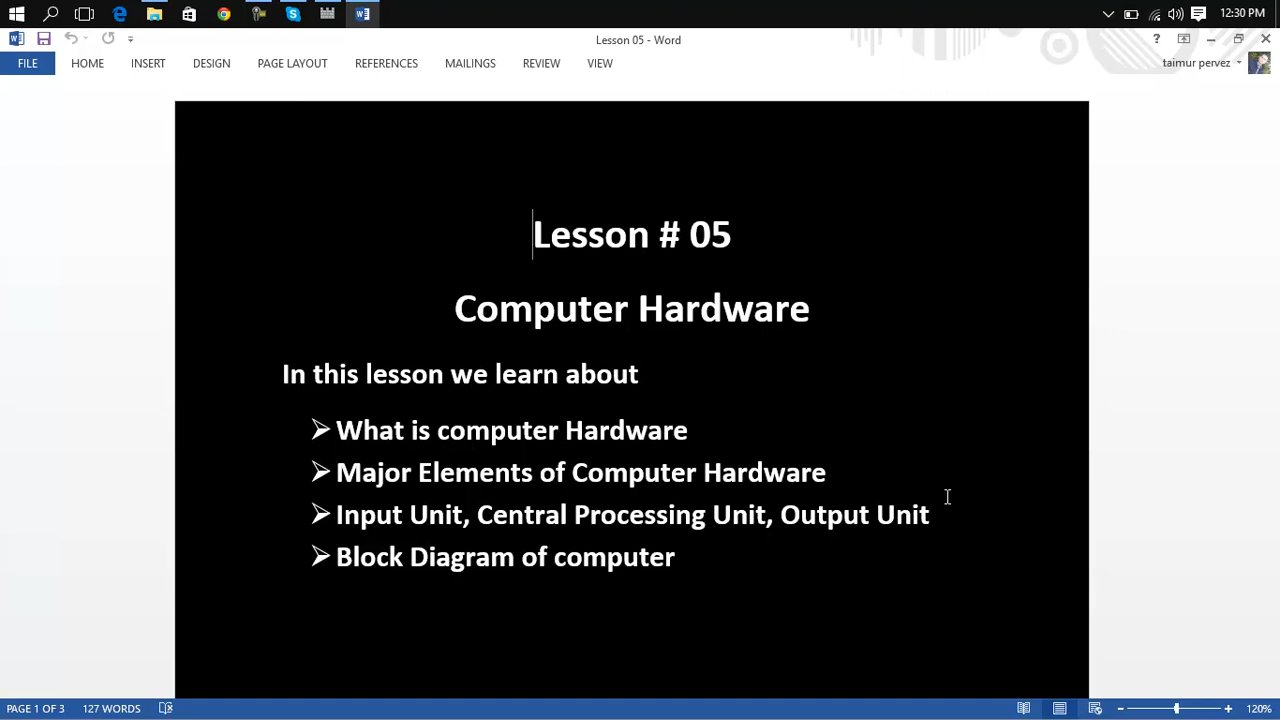 12:30 PM
Lesson 05 - Word
?
FILE HOME INSERT DESIGN PAGE LAYOUT REFERENCES MAILINGS REVIEW VIEW taimur pervez
Lesson # 05
Computer Hardware
In this lesson we learn about
➢ What is computer Hardware
➢ Major Elements of Computer Hardware
➢ Input Unit, Central Processing Unit, Output Unit
➢ Block Diagram of computer
PAGE 1 OF 3 127 WORDS 120%